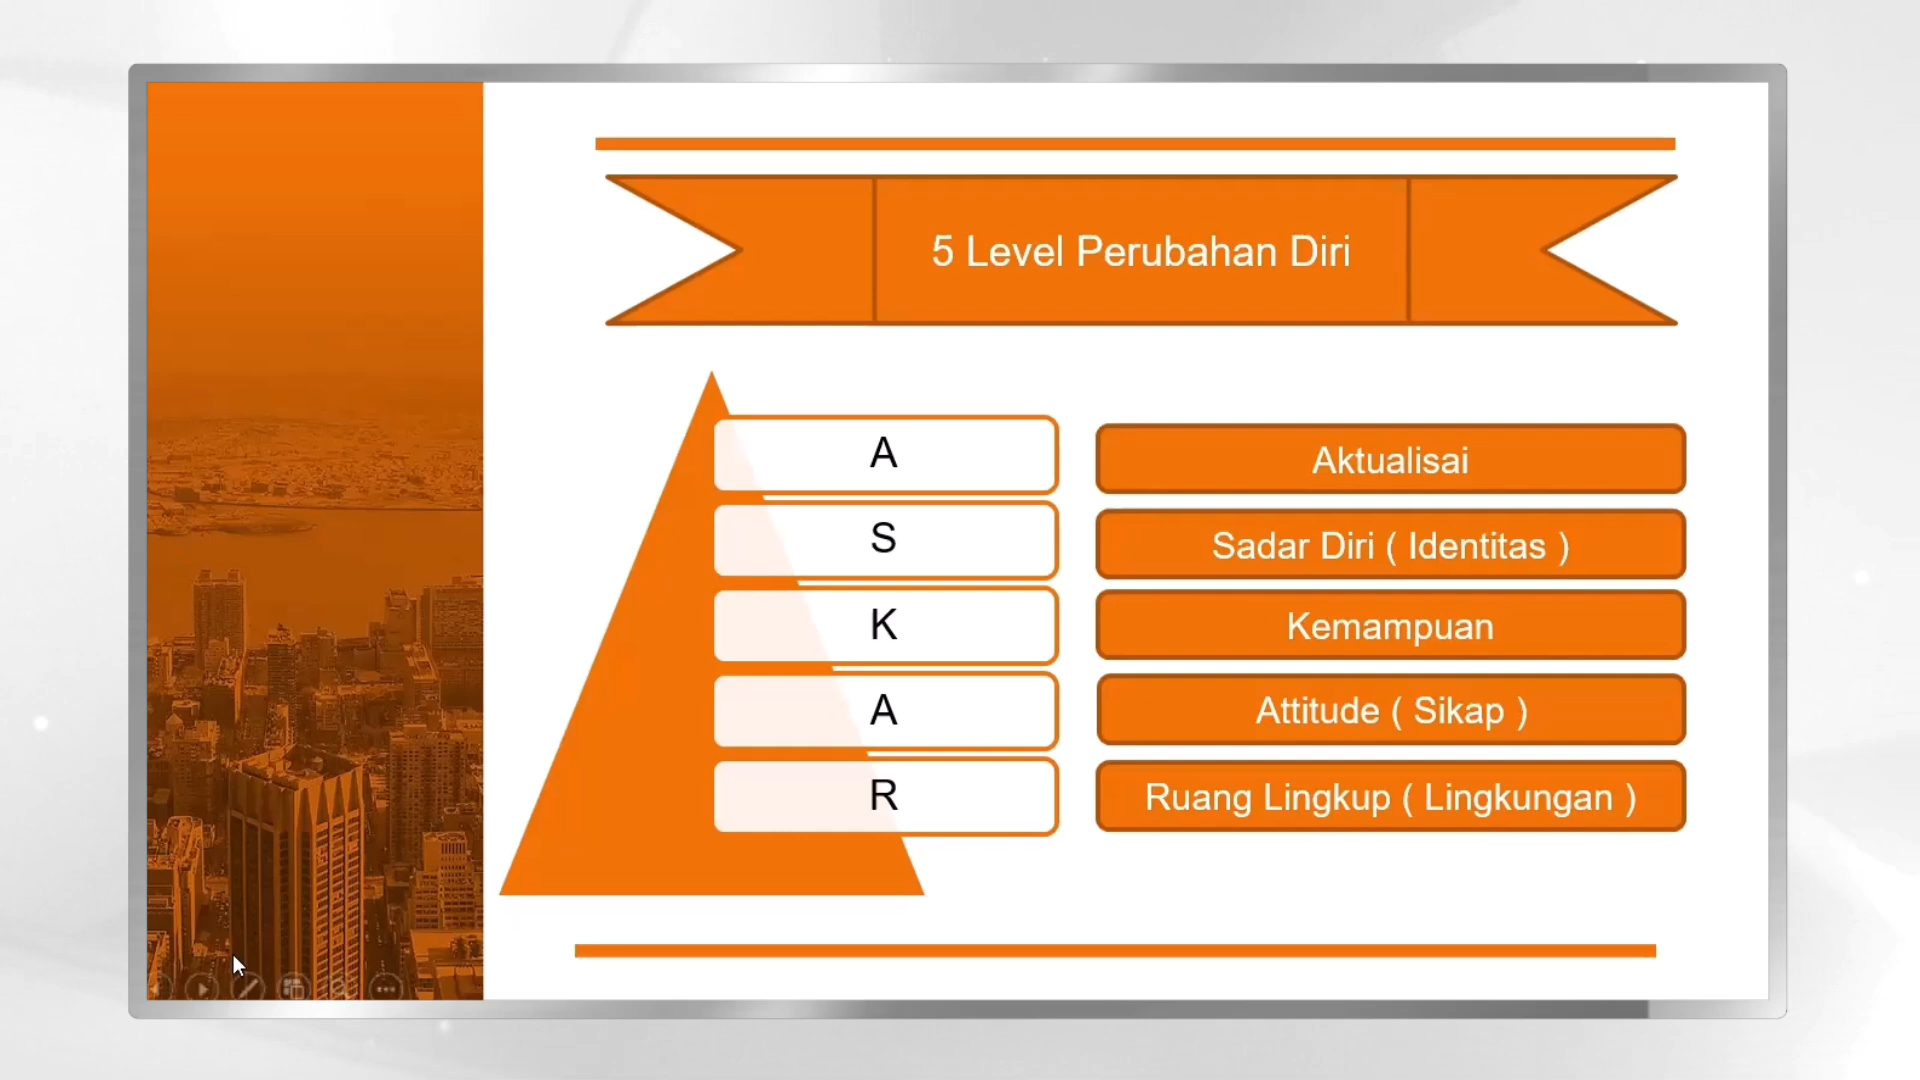 5 Level Perubahan Diri
A
Aktualisai
S
Sadar Diri ( Identitas )
K
Kemampuan
A
Attitude ( Sikap )
R
Ruang Lingkup ( Lingkungan )